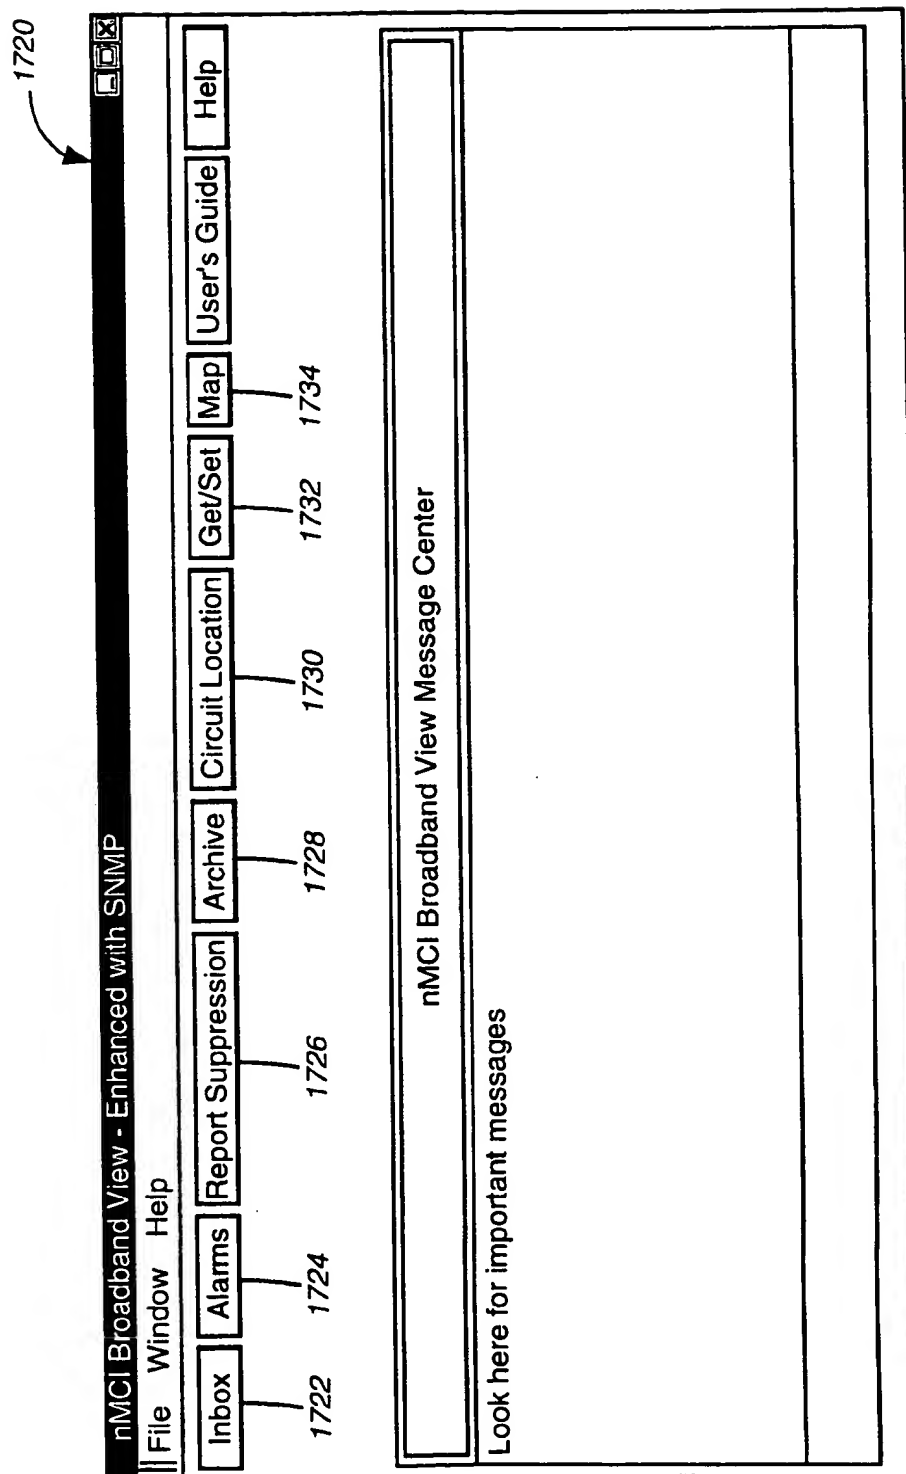 1720
nMCI Broadband View - Enhanced with SNMP
File Window Help
Inbox Alarms Report Suppression Archive Circuit Location Get/Set Map User's Guide Help
1722 1724 1726 1728 1730 1732 1734
nMCI Broadband View Message Center
Look here for important messages